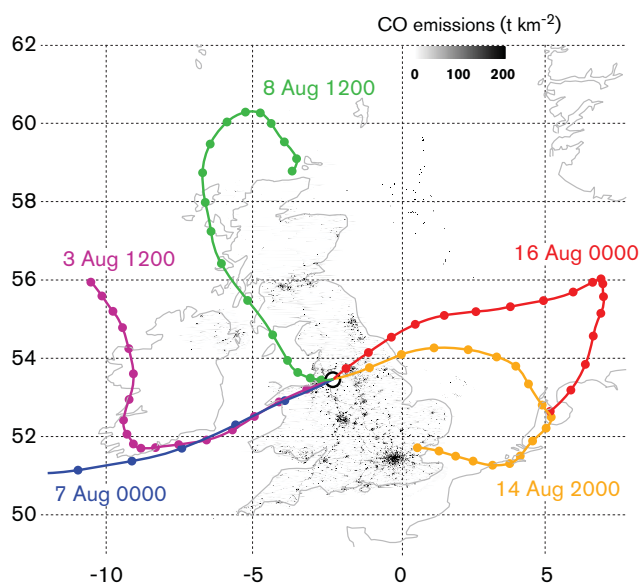 CO emissions (t km-2)
0 100 200
62
8 Aug 1200
60
58
16 Aug 0000
3 Aug 1200
56
54
52
7 Aug 0000
14 Aug 2000
50
-10 -5 0 5